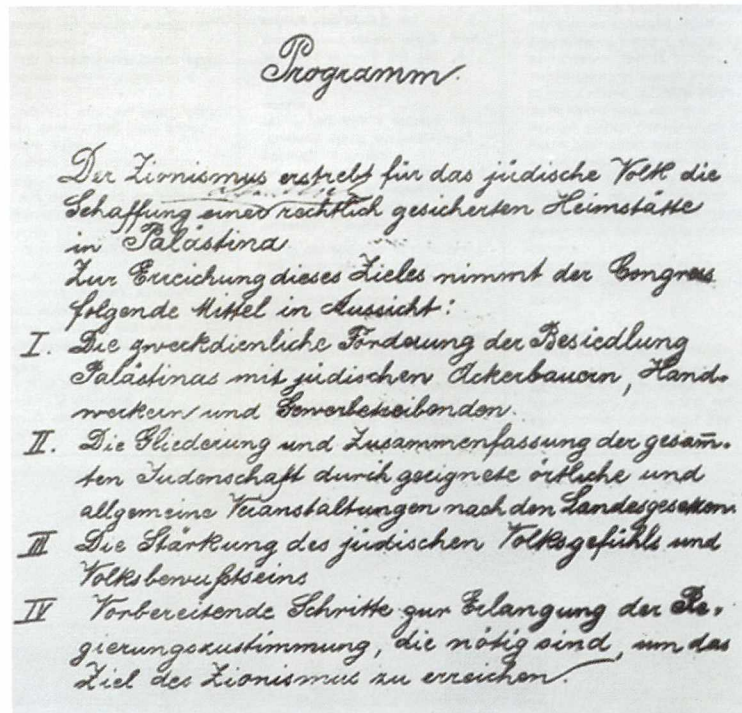 Programm.
Der Zionismus erstrebt für das jüdische Volk die
Schaffung einer rechtlich gesicherten Heimstätte
in Palästina
Zur Erreichung dieses Zieles nimmt der Congress
folgende Mittel in Aussicht:
I. Die zweckdienliche Förderung der Besiedlung
Palästinas mit jüdischen Ackerbauern, Hand-
werkern und Gewerbetreibenden.
II. Die Gliederung und Zusammenfassung der gesam̄-
ten Judenschaft durch geeignete örtliche und
allgemeine Veranstaltungen nach den Landesgesetzen.
III Die Stärkung des jüdischen Volksgefühls und
Volksbewußtseins
IV Vorbereitende Schritte zur Erlangung der Re-
gierungszustimmung, die nötig sind, um das
Ziel des Zionismus zu erreichen.